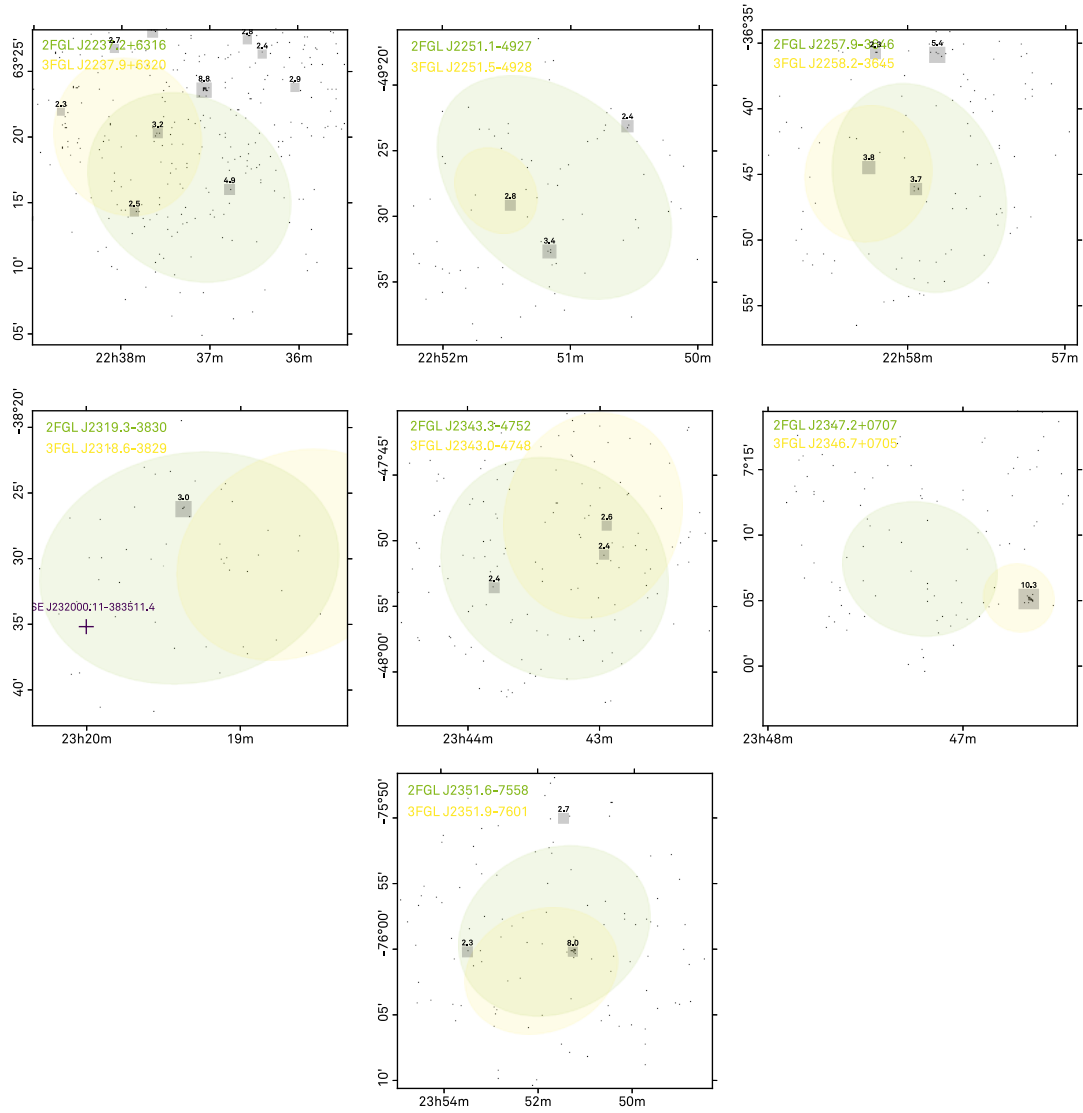 2FGL J2237.2+6316
3FGL J2237.9+6320
2.7
2.4
8.8
2.9
2.3
3.2
4.9
2.5
63°25'
20'
15'
10'
05'
22h38m 37m 36m
2FGL J2251.1-4927
3FGL J2251.5-4928
2.4
2.8
3.4
-49°20'
25'
30'
35'
22h52m 51m 50m
2FGL J2257.9-3646
3FGL J2258.2-3645
2.3
5.4
3.8
3.7
-36°35'
40'
45'
50'
55'
22h58m 57m
2FGL J2319.3-3830
3FGL J2318.6-3829
3.0
SE J232000.11-383511.4
-38°20'
25'
30'
35'
40'
23h20m 19m
2FGL J2343.3-4752
3FGL J2343.0-4748
2.6
2.4
2.4
-47°45'
50'
55'
-48°00'
23h44m 43m
2FGL J2347.2+0707
3FGL J2346.7+0705
10.3
7°15'
10'
05'
00'
23h48m 47m
2FGL J2351.6-7558
3FGL J2351.9-7601
2.7
2.3
8.0
-75°50'
55'
-76°00'
05'
10'
23h54m 52m 50m